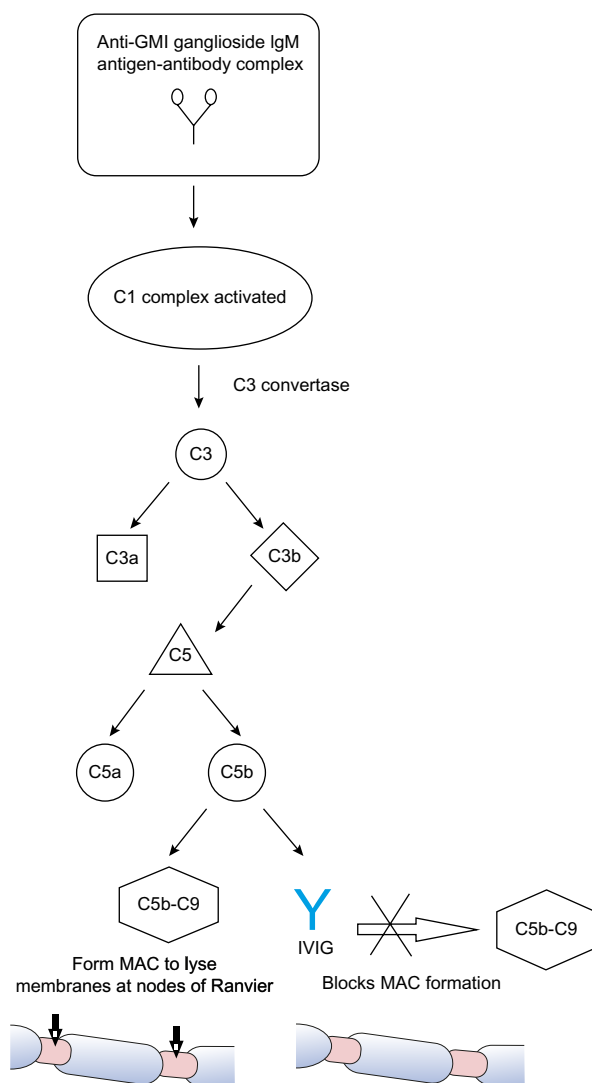 Anti-GMI ganglioside IgM
antigen-antibody complex
C1 complex activated
C3 convertase
C3
C3a
C3b
C5
C5a
C5b
C5b-C9
IVIG
C5b-C9
Form MAC to lyse
membranes at nodes of Ranvier
Blocks MAC formation